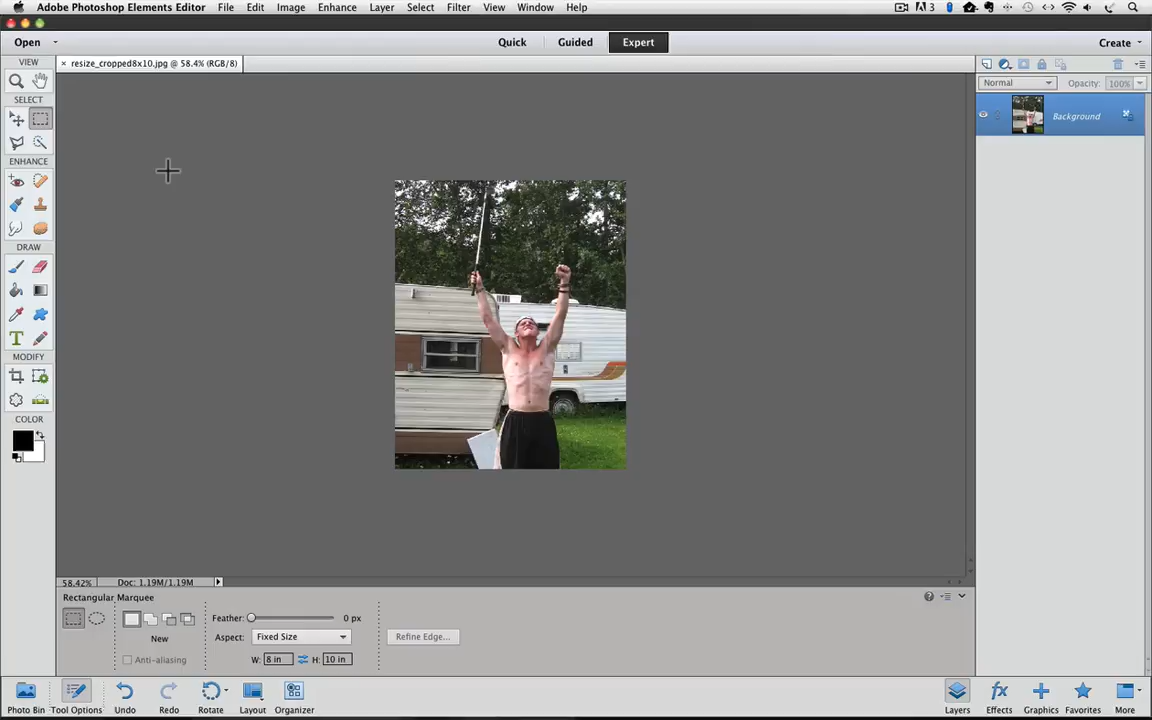 Adobe Photoshop Elements Editor File Edit Image Enhance Layer Select Filter View Window Help 3
Open Quick Guided Expert Create
VIEW
× resize_cropped8x10.jpg @ 58.4% (RGB/8)
Normal Opacity: 100%
SELECT
Background
ENHANCE
DRAW
T
MODIFY
COLOR
58.42% Doc: 1.19M/1.19M
Rectangular Marquee
Feather: 0 px
New
Aspect: Fixed Size Refine Edge...
Anti-aliasing W: 8 in H: 10 in
Photo Bin Tool Options Undo Redo Rotate Layout Organizer Layers Effects Graphics Favorites More